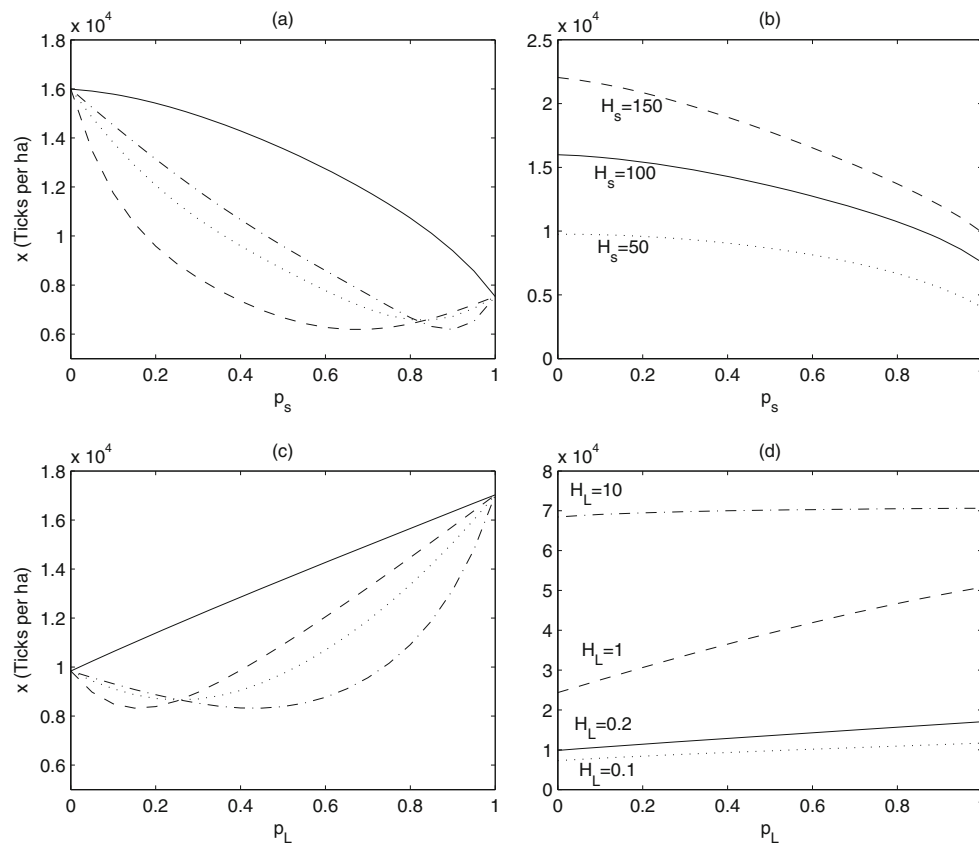 (a)
x 10^4
1.8
1.6
1.4
1.2
1
0.8
0.6
x (Ticks per ha)
0 0.2 0.4 0.6 0.8 1
p_s
(b)
x 10^4
2.5
2
1.5
1
0.5
0
H_s=150
H_s=100
H_s=50
0 0.2 0.4 0.6 0.8 1
p_s
(c)
x 10^4
1.8
1.6
1.4
1.2
1
0.8
0.6
x (Ticks per ha)
0 0.2 0.4 0.6 0.8 1
p_L
(d)
x 10^4
8
7
6
5
4
3
2
1
0
H_L=10
H_L=1
H_L=0.2
H_L=0.1
0 0.2 0.4 0.6 0.8 1
p_L